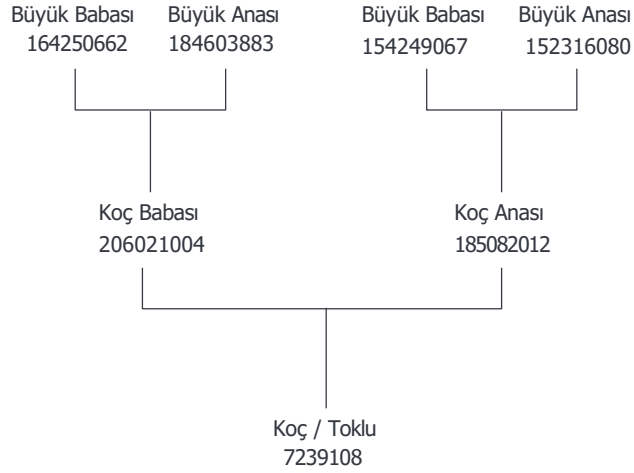 Büyük Babası Büyük Anası Büyük Babası Büyük Anası
164250662 184603883 154249067 152316080
Koç Babası Koç Anası
206021004 185082012
Koç / Toklu
7239108